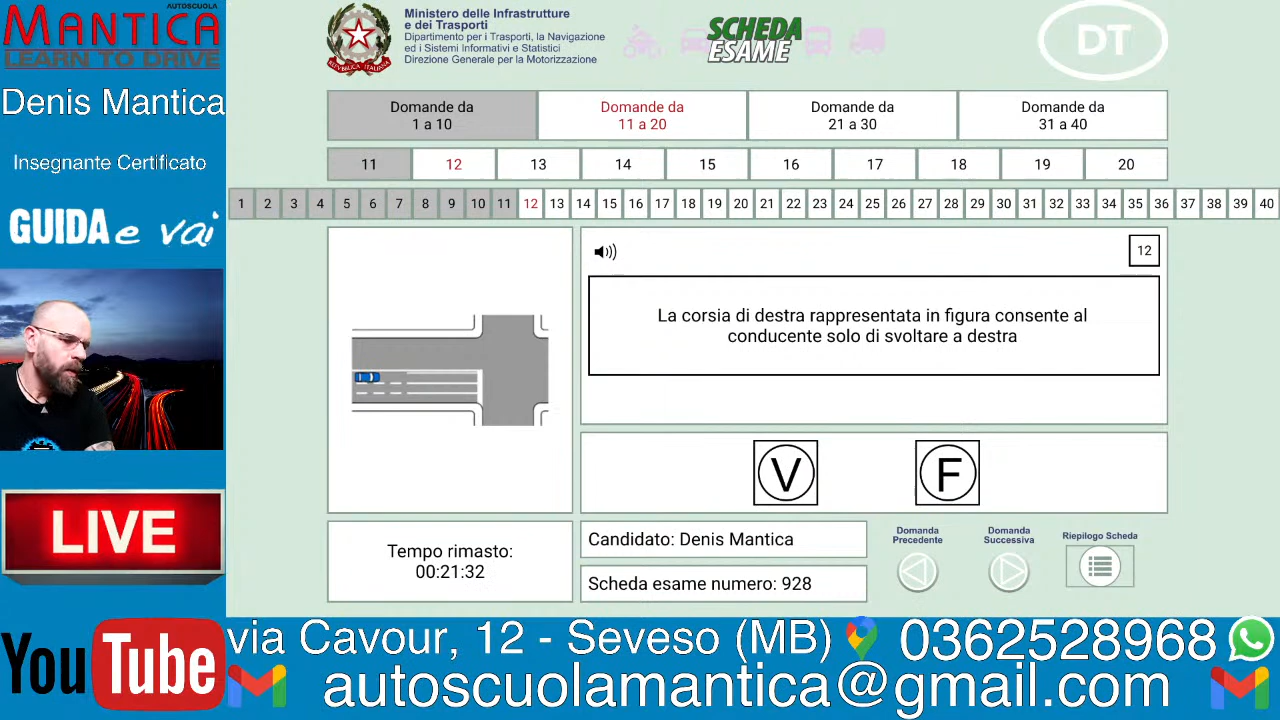 AUTOSCUOLA
MANTICA
LEARN TO DRIVE
Denis Mantica
Insegnante Certificato
GUIDA e vai
LIVE
YouTube
Ministero delle Infrastrutture
e dei Trasporti
Dipartimento per i Trasporti, la Navigazione
ed i Sistemi Informativi e Statistici
Direzione Generale per la Motorizzazione
REPVBBLICA ITALIANA
SCHEDA
ESAME
DT
Domande da
1 a 10
Domande da
11 a 20
Domande da
21 a 30
Domande da
31 a 40
11 12 13 14 15 16 17 18 19 20
1 2 3 4 5 6 7 8 9 10 11 12 13 14 15 16 17 18 19 20 21 22 23 24 25 26 27 28 29 30 31 32 33 34 35 36 37 38 39 40
12
La corsia di destra rappresentata in figura consente al
conducente solo di svoltare a destra
V F
Tempo rimasto:
00:21:32
Candidato: Denis Mantica
Scheda esame numero: 928
Domanda
Precedente
Domanda
Successiva
Riepilogo Scheda
via Cavour, 12 - Seveso (MB) 0362528968
autoscuolamantica@gmail.com